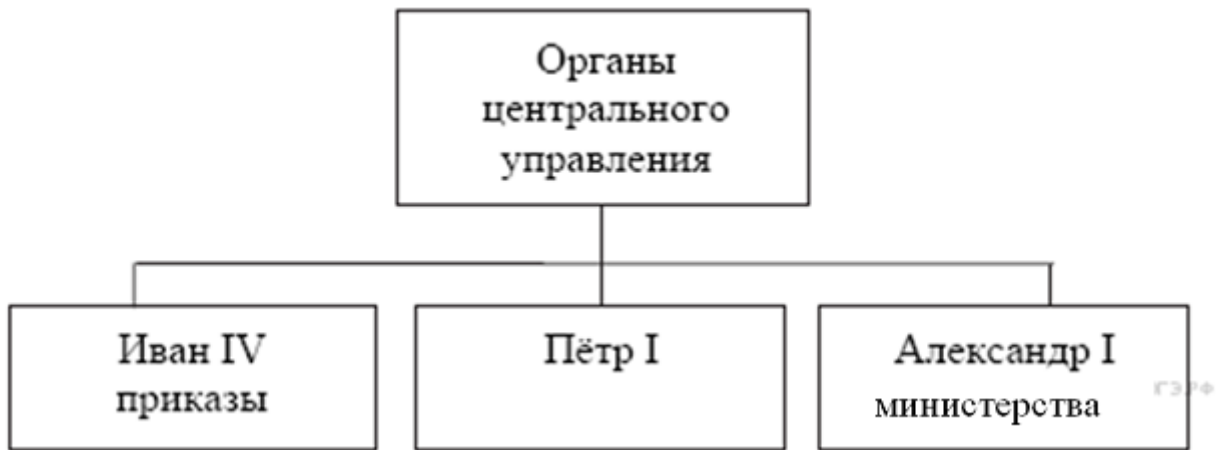 Органы
центрального
управления
Иван IV
приказы
Пётр I
Александр I
министерства